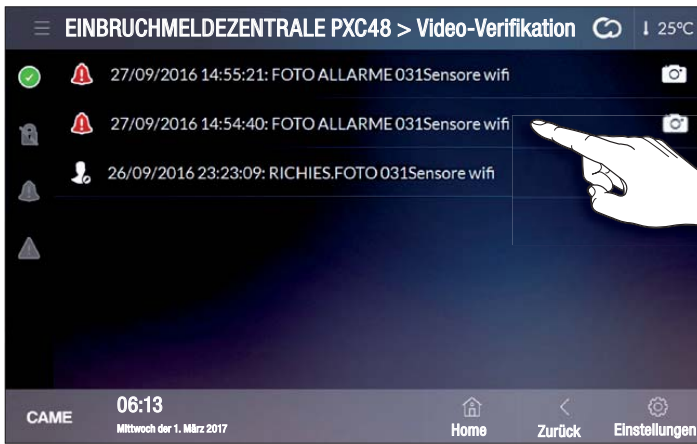 EINBRUCHMELDEZENTRALE PXC48 > Video-Verifikation 25°C
27/09/2016 14:55:21: FOTO ALLARME 031Sensore wifi
27/09/2016 14:54:40: FOTO ALLARME 031Sensore wifi
26/09/2016 23:23:09: RICHIES.FOTO 031Sensore wifi
CAME
06:13
Mittwoch der 1. März 2017
Home
Zurück
Einstellungen